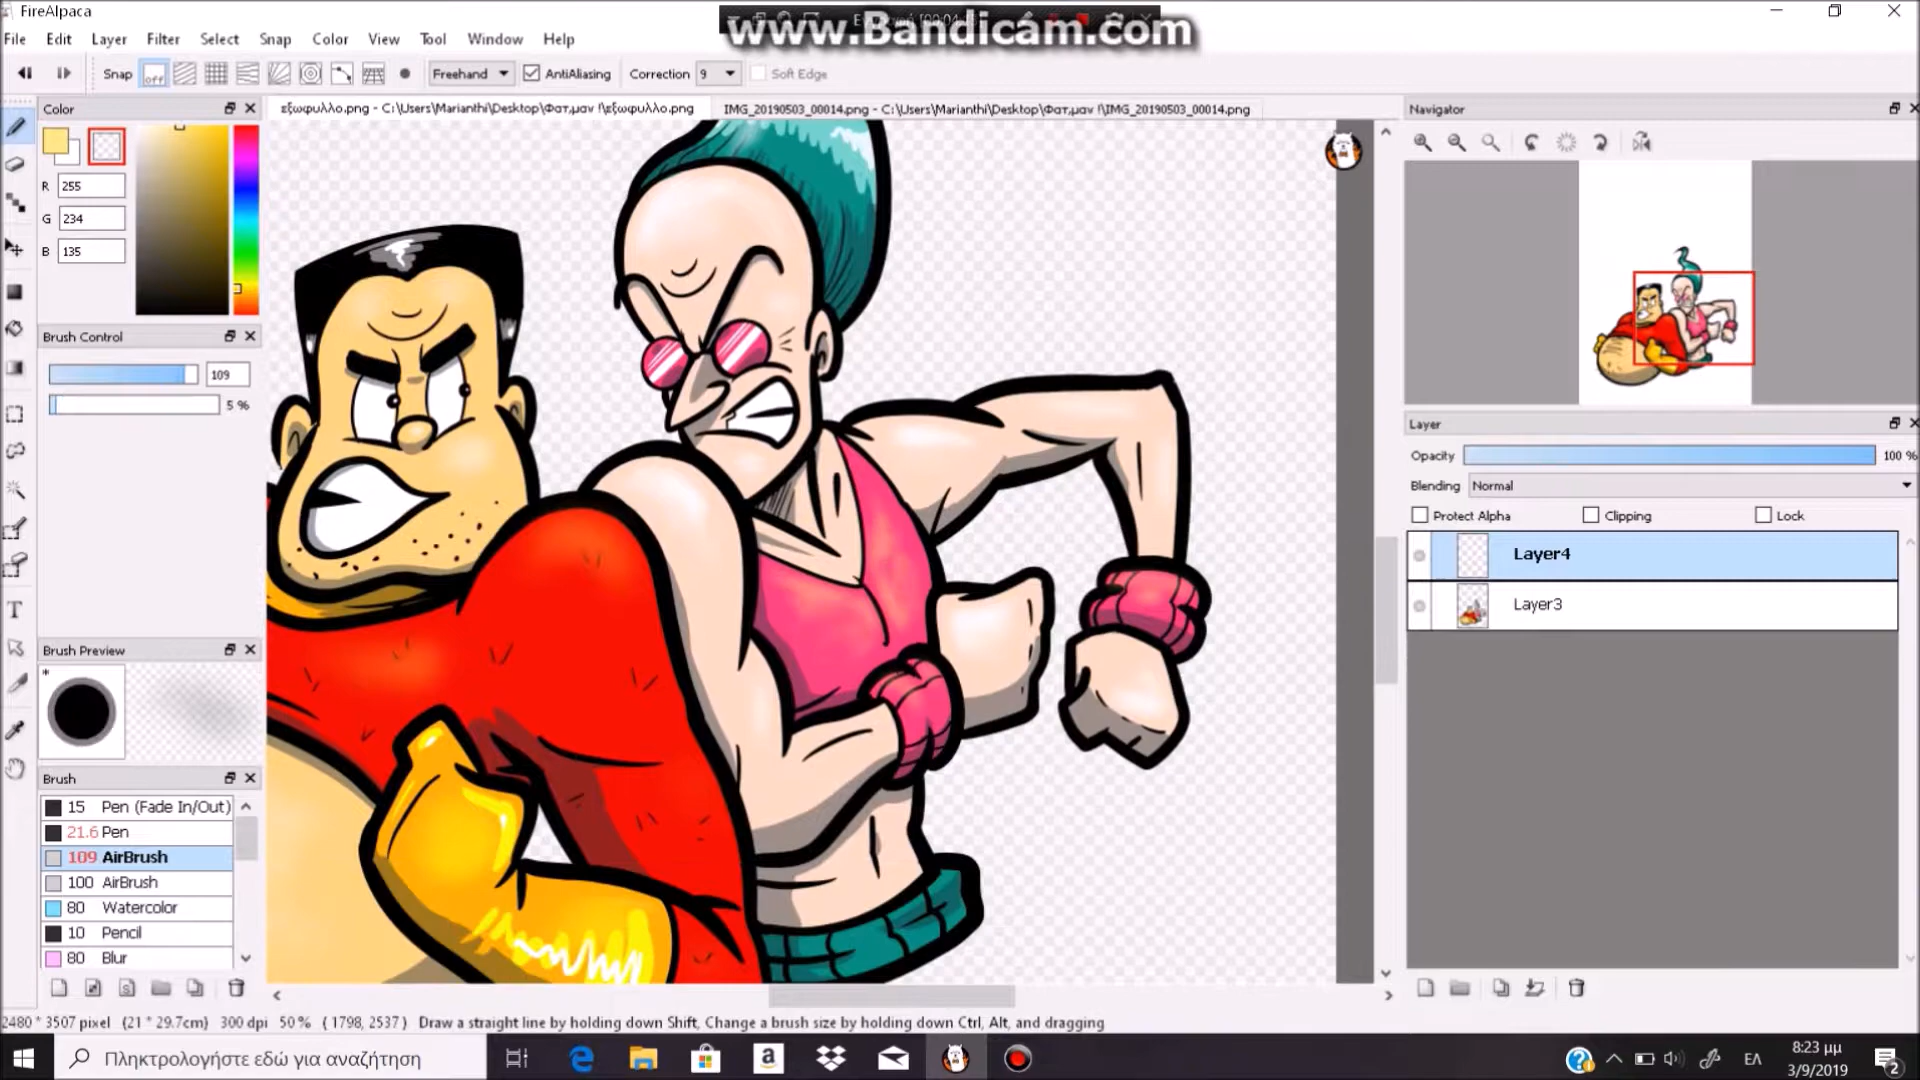 FireAlpaca
www.Bandicam.com
File Edit Layer Filter Select Snap Color View Tool Window Help
Snap off Freehand AntiAliasing Correction 9 Soft Edge
Color
εξωφυλλο.png - C:\Users\Marianthi\Desktop\Φατ,μαν !\εξωφυλλο.png
IMG_20190503_00014.png - C:\Users\Marianthi\Desktop\Φατ,μαν !\IMG_20190503_00014.png
Navigator
R 255
G 234
B 135
Brush Control
109
5 %
Layer
Opacity 100 %
Blending Normal
Protect Alpha Clipping Lock
Layer4
Layer3
Brush Preview
*
Brush
15 Pen (Fade In/Out)
21.6 Pen
109 AirBrush
100 AirBrush
80 Watercolor
10 Pencil
80 Blur
2480 * 3507 pixel (21 * 29.7cm) 300 dpi 50 % ( 1798, 2537 ) Draw a straight line by holding down Shift, Change a brush size by holding down Ctrl, Alt, and dragging
Πληκτρολογήστε εδώ για αναζήτηση
ΕΛ
8:23 μμ
3/9/2019
2